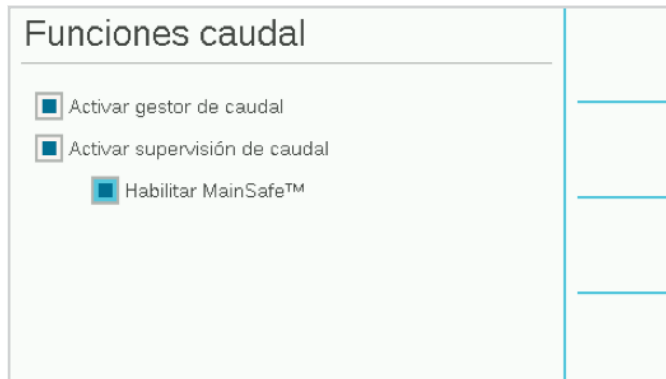 Funciones caudal
Activar gestor de caudal
Activar supervisión de caudal
Habilitar MainSafe™